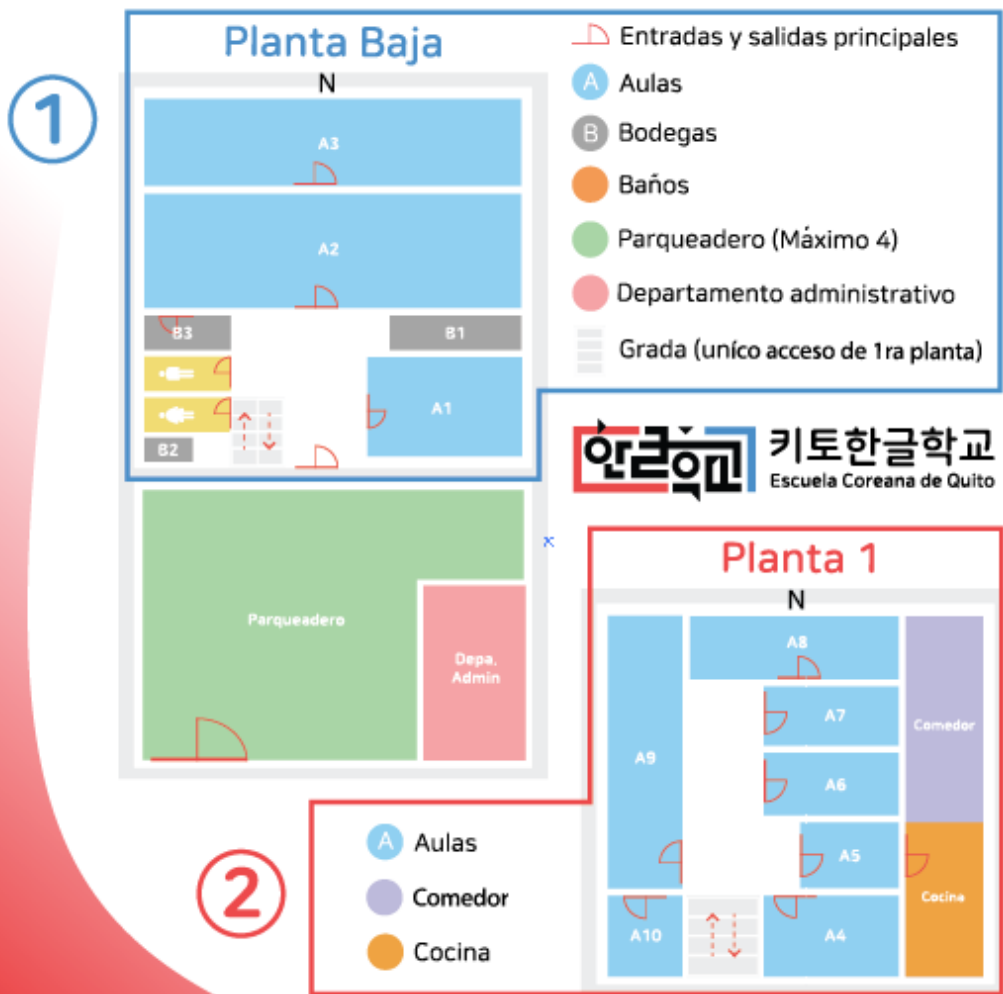 Planta Baja
1
N
A3
A2
B3
B1
A1
B2
Parqueadero
Depa.
Admin
Entradas y salidas principales
A Aulas
B Bodegas
Baños
Parqueadero (Máximo 4)
Departamento administrativo
Grada (uníco acceso de 1ra planta)
한글학교
키토한글학교
Escuela Coreana de Quito
Planta 1
N
A8
A7
Comedor
A9
A6
A5
Cocina
A10
A4
2
A Aulas
Comedor
Cocina